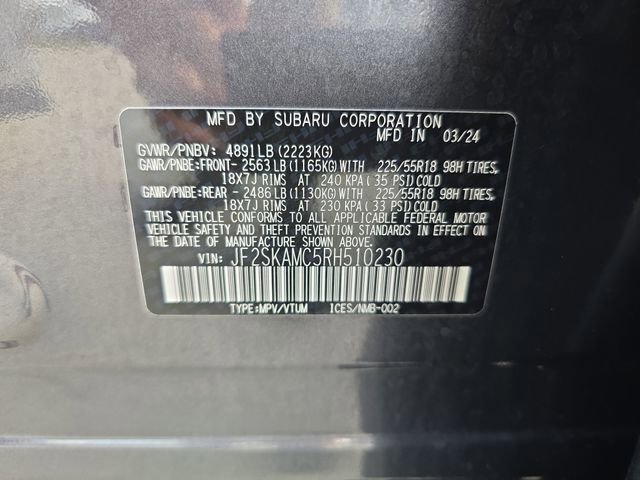 MFD BY SUBARU CORPORATION
MFD IN 03/24
GVWR/PNBV: 4891LB (2223KG)
GAWR/PNBE:FRONT- 2563LB (1165KG) WITH 225/55R18 98H TIRES,
18X7J RIMS AT 240 KPA (35 PSI) COLD
GAWR/PNBE:REAR - 2486LB (1130KG) WITH 225/55R18 98H TIRES,
18X7J RIMS AT 230 KPA (33 PSI) COLD
THIS VEHICLE CONFORMS TO ALL APPLICABLE FEDERAL MOTOR
VEHICLE SAFETY AND THEFT PREVENTION STANDARDS IN EFFECT
ON THE DATE OF MANUFACTURE SHOWN ABOVE.
VIN: JF2SKAMC5RH510230
TYPE:MPV/VTUM ICES/NMB-002